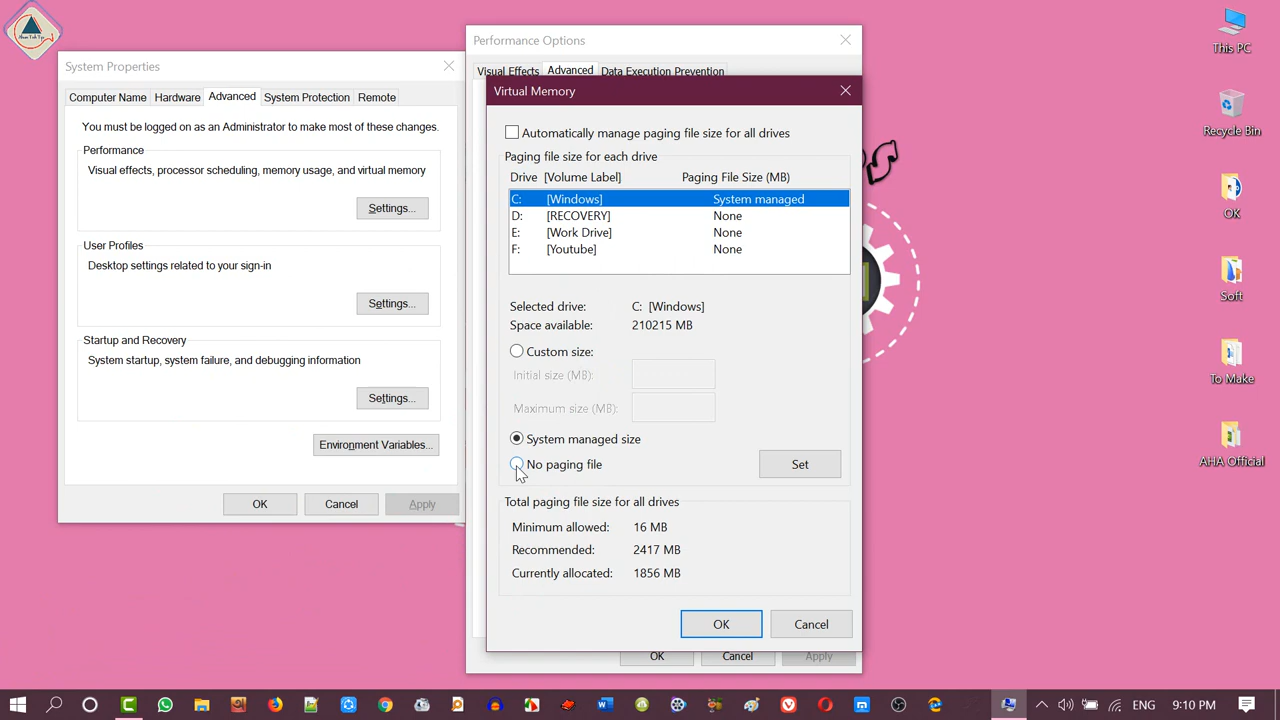 Performance Options
This PC
System Properties
Visual Effects
Advanced
Data Execution Prevention
Virtual Memory
Computer Name
Hardware
Advanced
System Protection
Remote
You must be logged on as an Administrator to make most of these changes.
Performance
Visual effects, processor scheduling, memory usage, and virtual memory
Settings...
User Profiles
Desktop settings related to your sign-in
Settings...
Startup and Recovery
System startup, system failure, and debugging information
Settings...
Environment Variables...
OK
Cancel
Apply
Automatically manage paging file size for all drives
Paging file size for each drive
Drive [Volume Label] Paging File Size (MB)
C: [Windows] System managed
D: [RECOVERY] None
E: [Work Drive] None
F: [Youtube] None
Selected drive: C: [Windows]
Space available: 210215 MB
Custom size:
Initial size (MB):
Maximum size (MB):
System managed size
No paging file
Set
Total paging file size for all drives
Minimum allowed: 16 MB
Recommended: 2417 MB
Currently allocated: 1856 MB
OK
Cancel
OK
Cancel
Apply
Recycle Bin
OK
Soft
To Make
AHA Official
ENG
9:10 PM